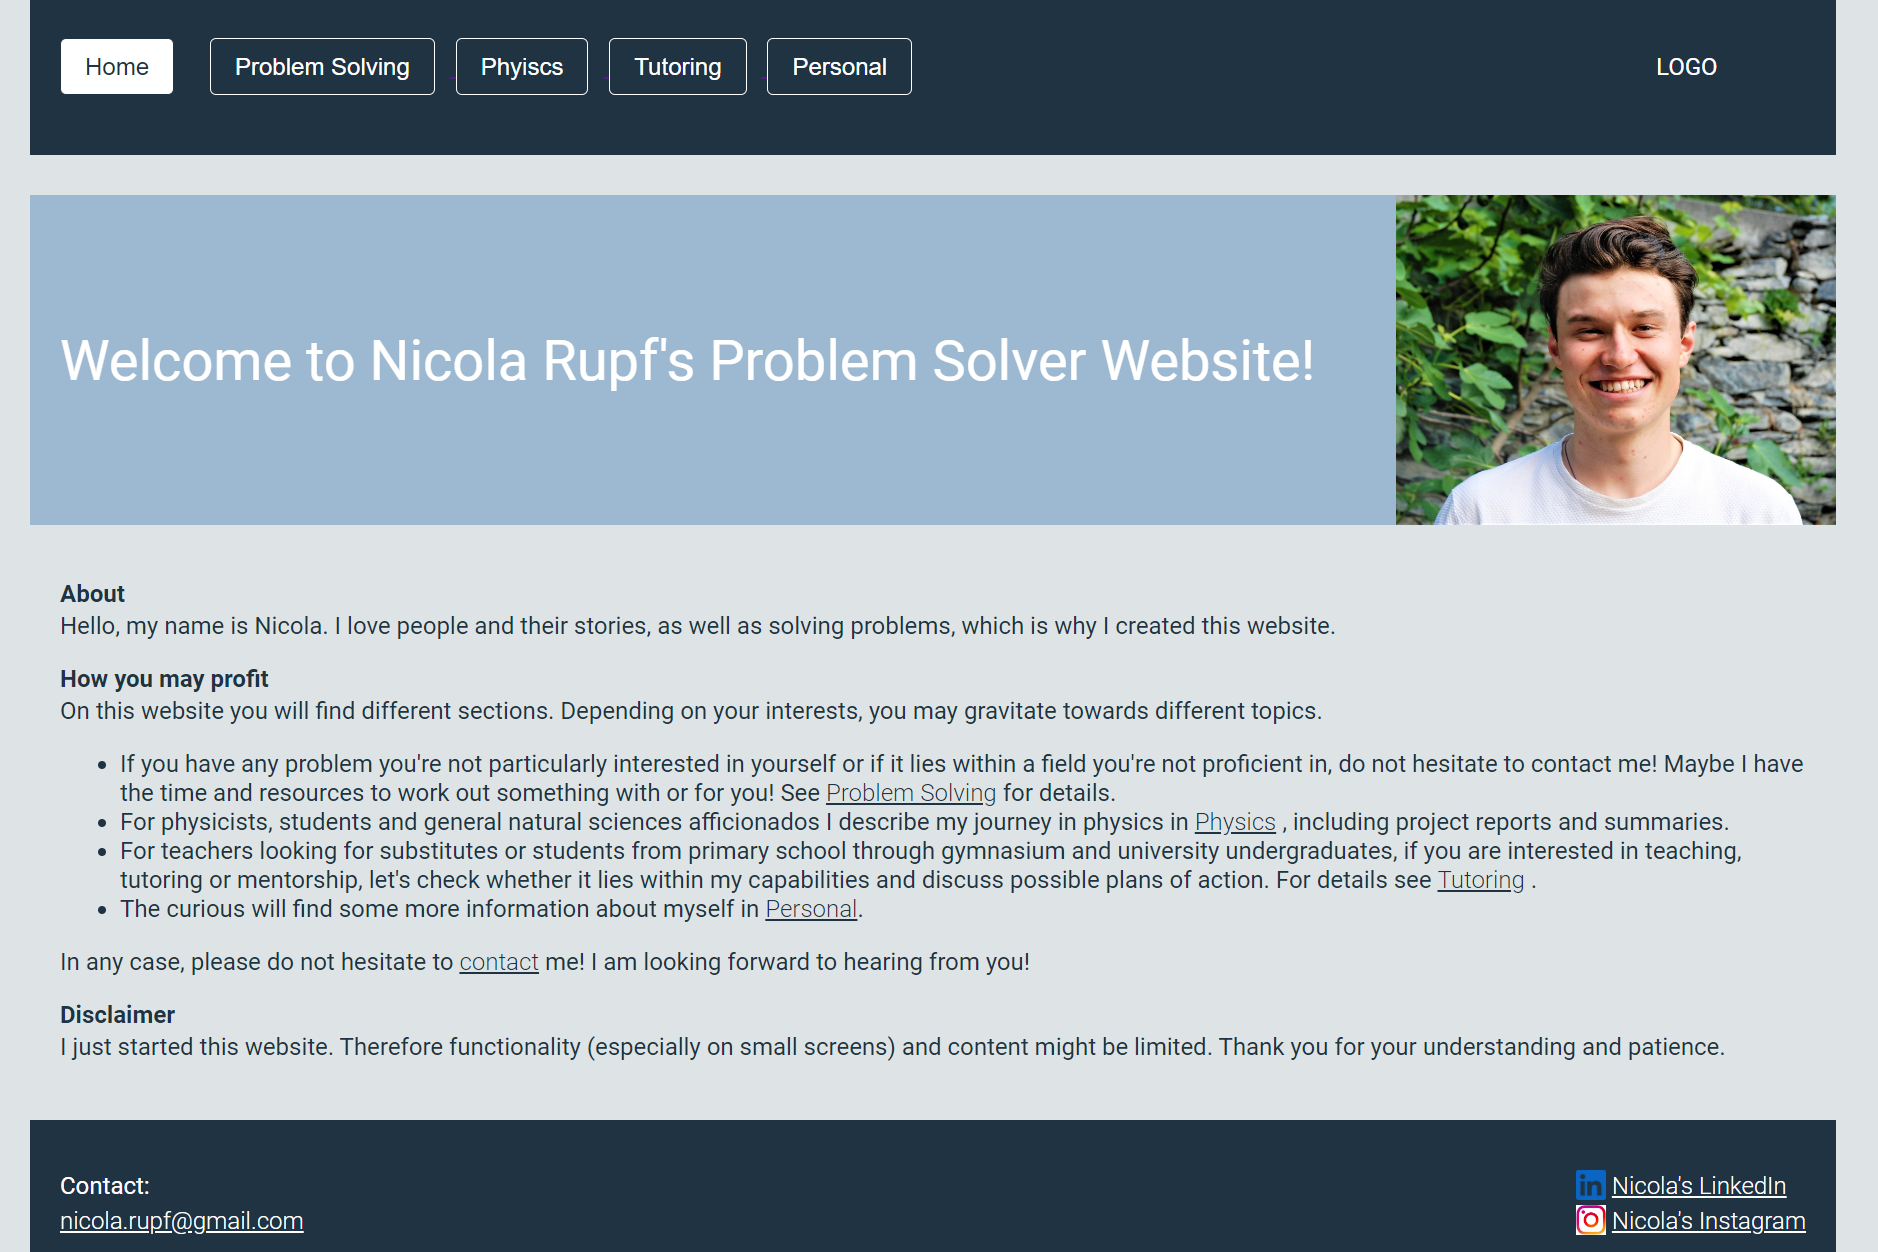 Home Problem Solving Phyiscs Tutoring Personal LOGO
Welcome to Nicola Rupf's Problem Solver Website!
About
Hello, my name is Nicola. I love people and their stories, as well as solving problems, which is why I created this website.
How you may profit
On this website you will find different sections. Depending on your interests, you may gravitate towards different topics.
• If you have any problem you're not particularly interested in yourself or if it lies within a field you're not proficient in, do not hesitate to contact me! Maybe I have
the time and resources to work out something with or for you! See Problem Solving for details.
• For physicists, students and general natural sciences afficionados I describe my journey in physics in Physics , including project reports and summaries.
• For teachers looking for substitutes or students from primary school through gymnasium and university undergraduates, if you are interested in teaching,
tutoring or mentorship, let's check whether it lies within my capabilities and discuss possible plans of action. For details see Tutoring .
• The curious will find some more information about myself in Personal.
In any case, please do not hesitate to contact me! I am looking forward to hearing from you!
Disclaimer
I just started this website. Therefore functionality (especially on small screens) and content might be limited. Thank you for your understanding and patience.
Contact:
nicola.rupf@gmail.com
in Nicola's LinkedIn
Nicola's Instagram